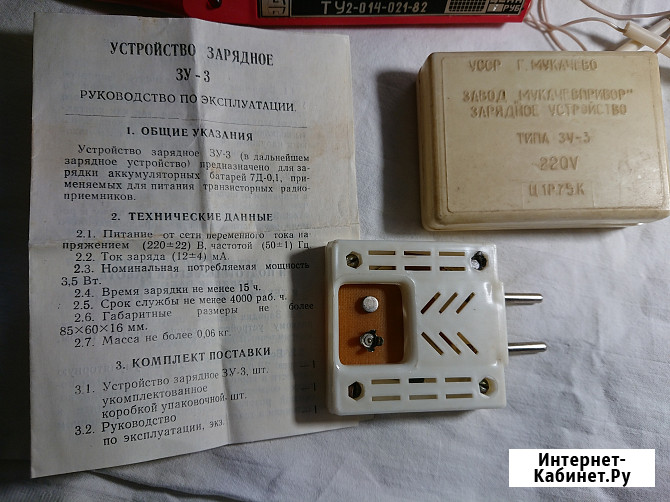 ТУ2-014-021-82
УСТРОЙСТВО ЗАРЯДНОЕ
ЗУ-3
РУКОВОДСТВО ПО ЭКСПЛУАТАЦИИ.
1. ОБЩИЕ УКАЗАНИЯ
Устройство зарядное ЗУ-3 (в дальнейшем
зарядное устройство) предназначено для за-
рядки аккумуляторных батарей 7Д-0,1, при-
меняемых для питания транзисторных радио-
приемников.
2. ТЕХНИЧЕСКИЕ ДАННЫЕ
2.1. Питание от сети переменного тока на-
пряжением (220±22) В, частотой (50±1) Гц
2.2. Ток заряда (12±4) мА.
2.3. Номинальная потребляемая мощность
3,5 Вт.
2.4. Время зарядки не менее 15 ч.
2.5. Срок службы не менее 4000 раб. ч.
2.6. Габаритные размеры не более
85×60×16 мм.
2.7. Масса не более 0,06 кг.
3. КОМПЛЕКТ ПОСТАВКИ
3.1. Устройство зарядное ЗУ-3, шт.
укомплектованное
коробкой упаковочной, шт.
3.2. Руководство
по эксплуатации, экз.
УССР Г. МУКАЧЕВО
ЗАВОД „МУКАЧЕВПРИБОР"
ЗАРЯДНОЕ УСТРОЙСТВО
ТИПА ЗУ-3
220V
Ц 1Р.75К
Интернет-
Кабинет.Ру